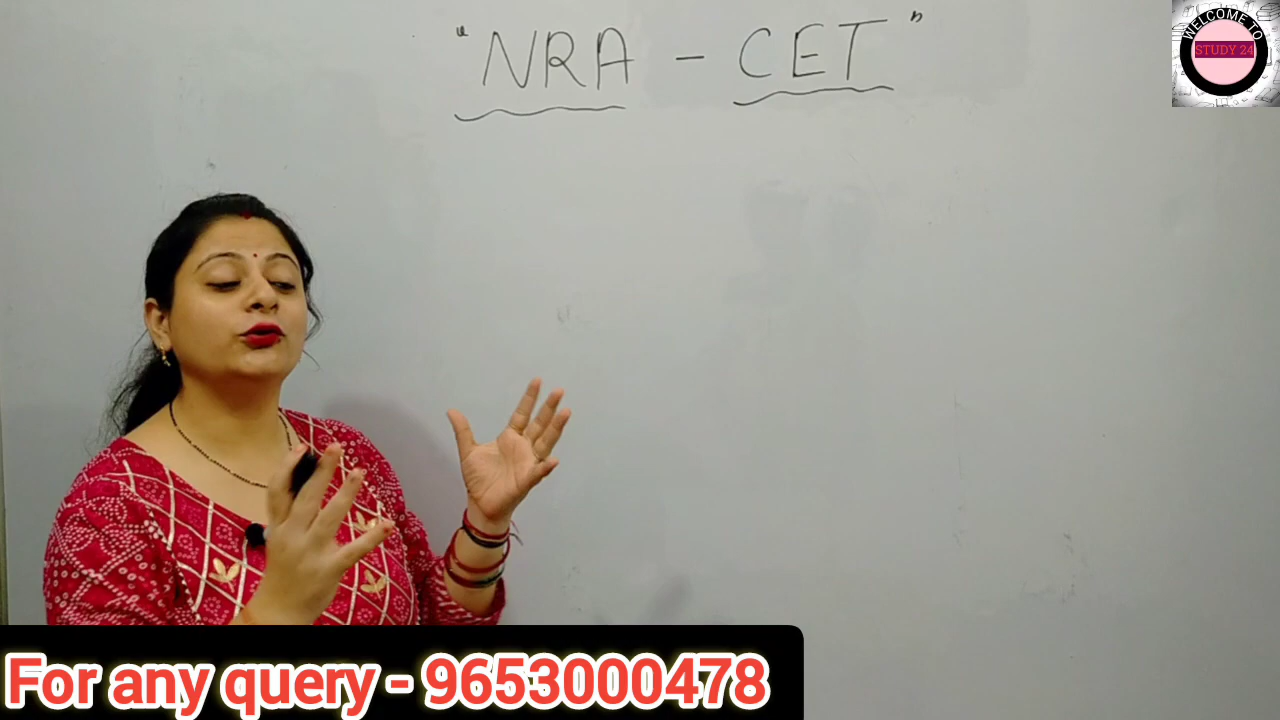 "NRA - CET"
WELCOME TO
STUDY 24
For any query - 9653000478